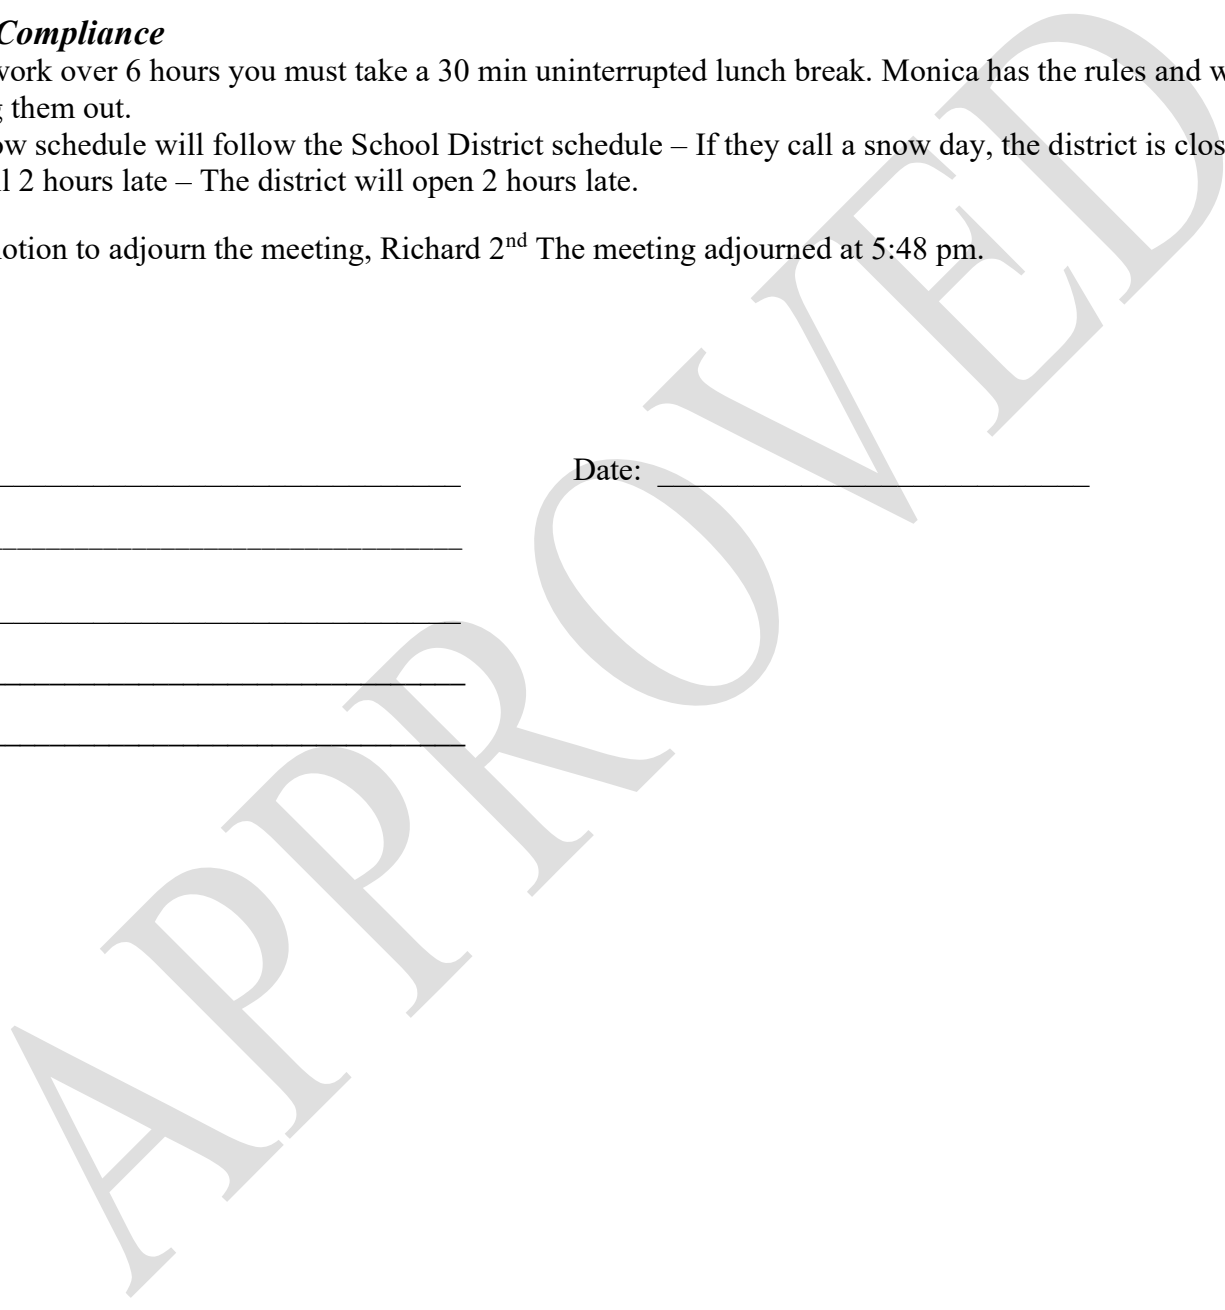 Compliance
work over 6 hours you must take a 30 min uninterrupted lunch break. Monica has the rules and
them out.
schedule will follow the School District schedule – If they call a snow day, the district is
2 hours late – The district will open 2 hours late.
to adjourn the meeting, Richard 2nd The meeting adjourned at 5:48 pm.
Date:
APPROVED